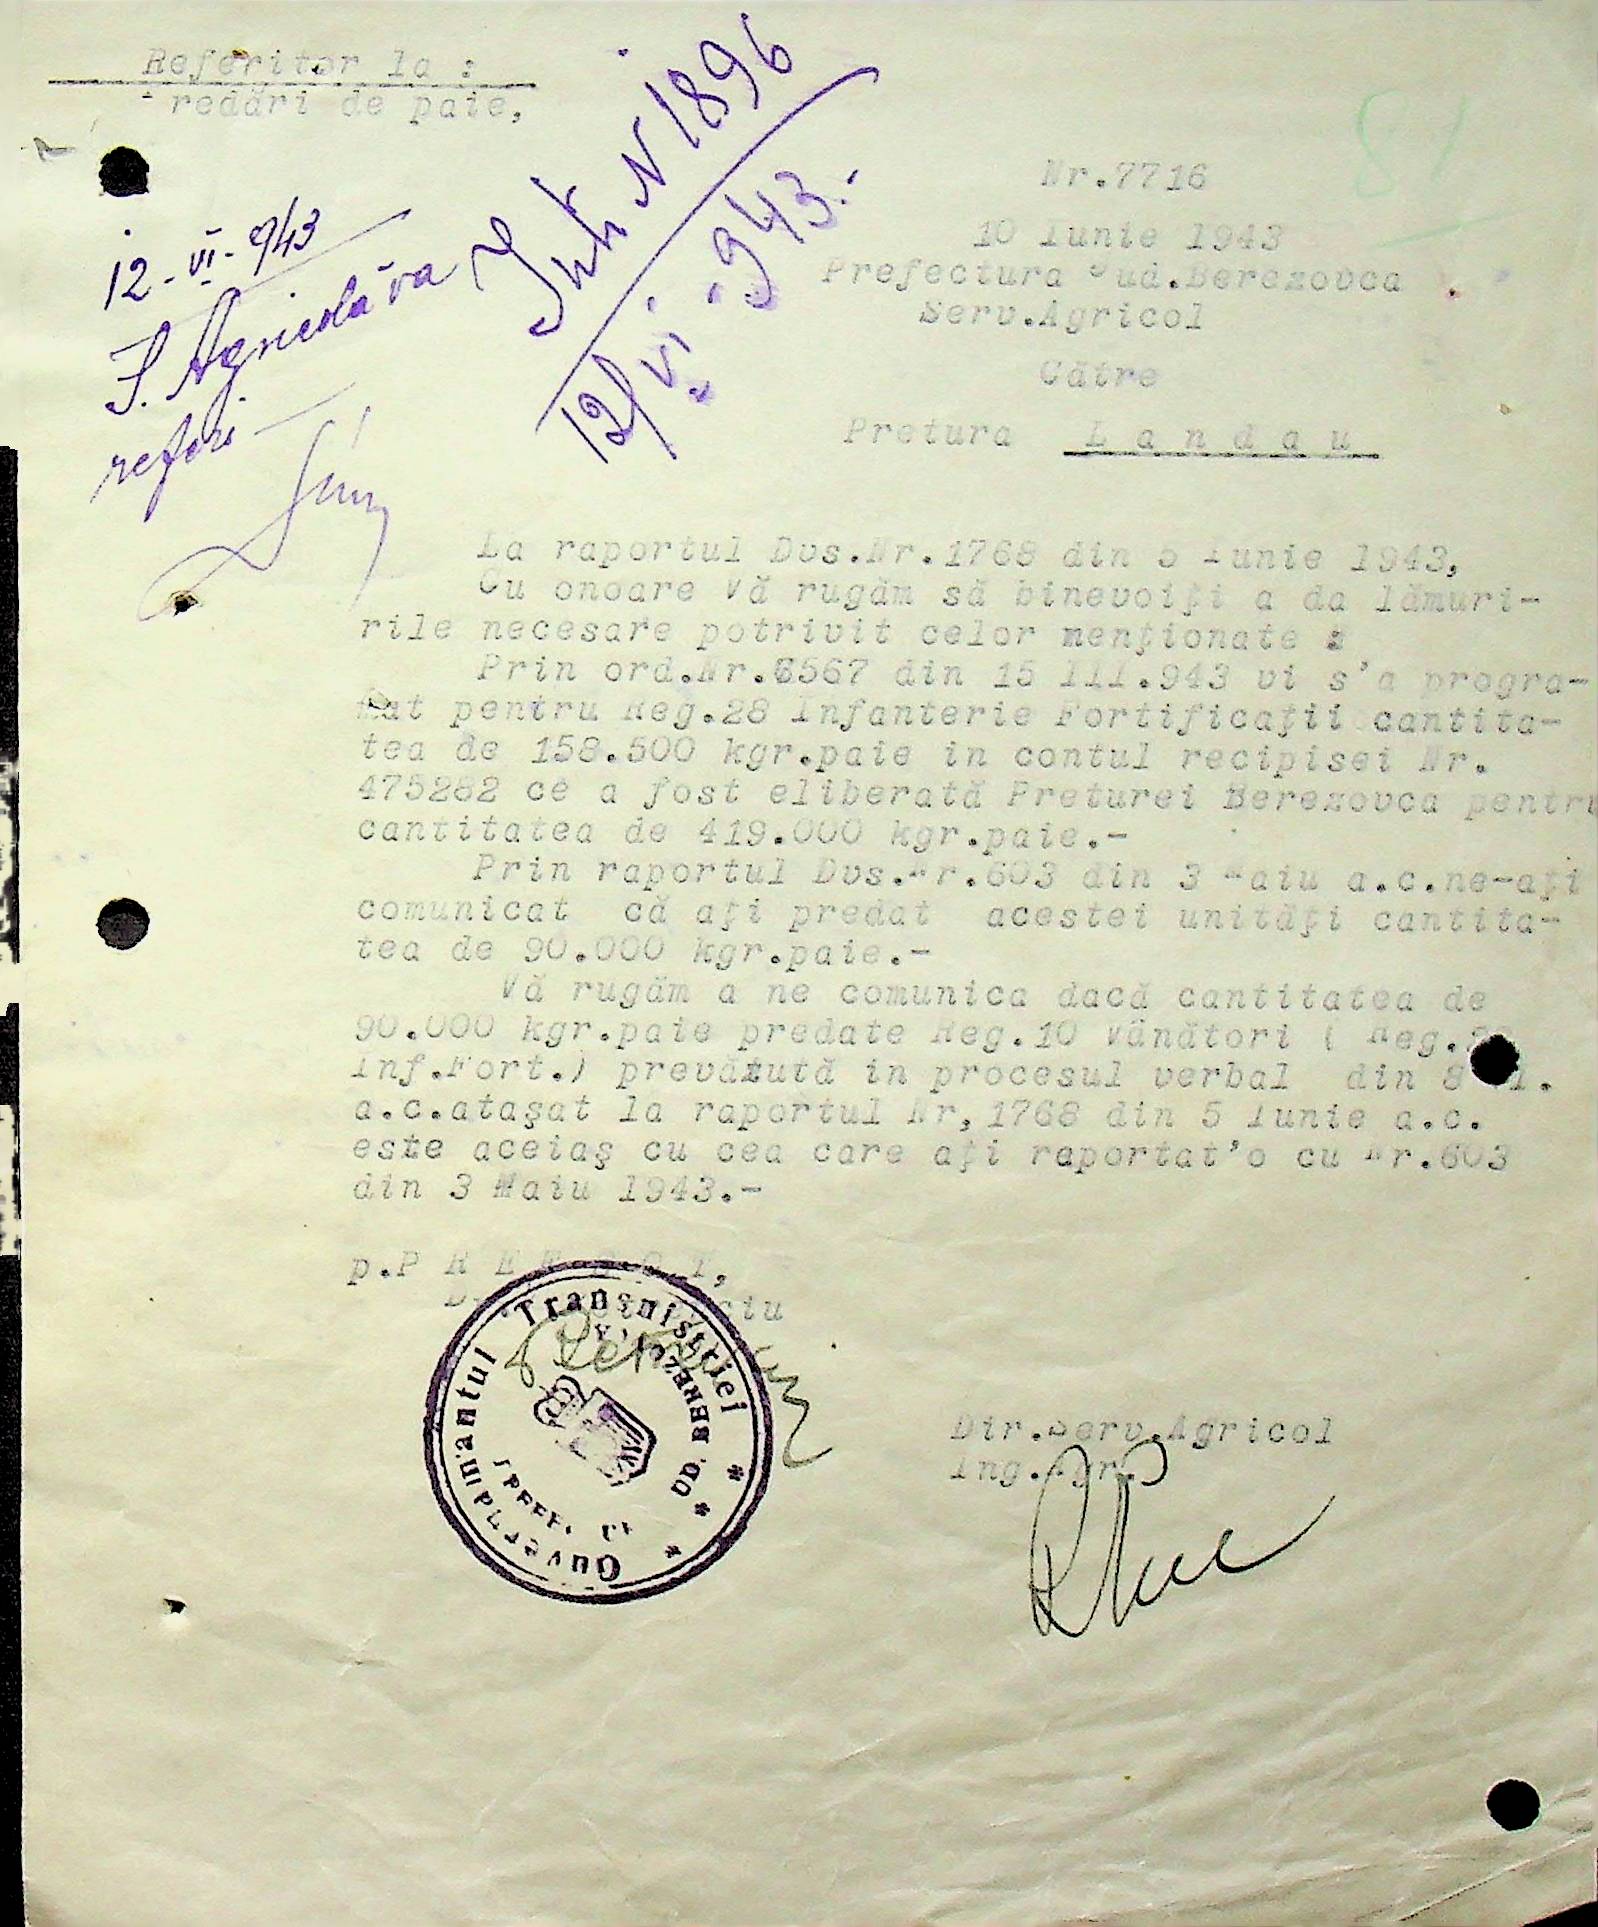 Referitor la :
redări de paie,
Intr. N 1896
12/VI.943.
12-VI-943
S. Agricolă va
referi
81
Nr.7716
10 Iunie 1943
Prefectura Jud.Berezovca
Serv.Agricol
Către
Pretura L a n d a u
La raportul Dvs.Nr.1768 din 5 Iunie 1943,
Cu onoare Vă rugăm să binevoiţi a da lămuri-
rile necesare potrivit celor menţionate :
Prin ord.Nr.6567 din 15 III.943 vi s'a progra-
mat pentru Reg.28 Infanterie Fortificaţii cantita-
tea de 158.500 kgr.paie in contul recipisei Nr.
475282 ce a fost eliberată Preturei Berezovca pentru
cantitatea de 419.000 kgr.paie.-
Prin raportul Dvs.Nr.603 din 3 Maiu a.c.ne-aţi
comunicat că aţi predat acestei unităţi cantita-
tea de 90.000 kgr.paie.-
Vă rugăm a ne comunica dacă cantitatea de
90.000 kgr.paie predate Reg.10 Vânători ( Reg.
Inf.Fort.) prevăzută in procesul verbal din 8
a.c.ataşat la raportul Nr,1768 din 5 Iunie a.c.
este aceiaş cu cea care aţi raportat'o cu Nr.603
din 3 Maiu 1943.-
p.P R E F E C T,
Guvernământul Transnistriei
JUD. BEREZOVCA
Dir.Serv.Agricol
Ing.Agr.